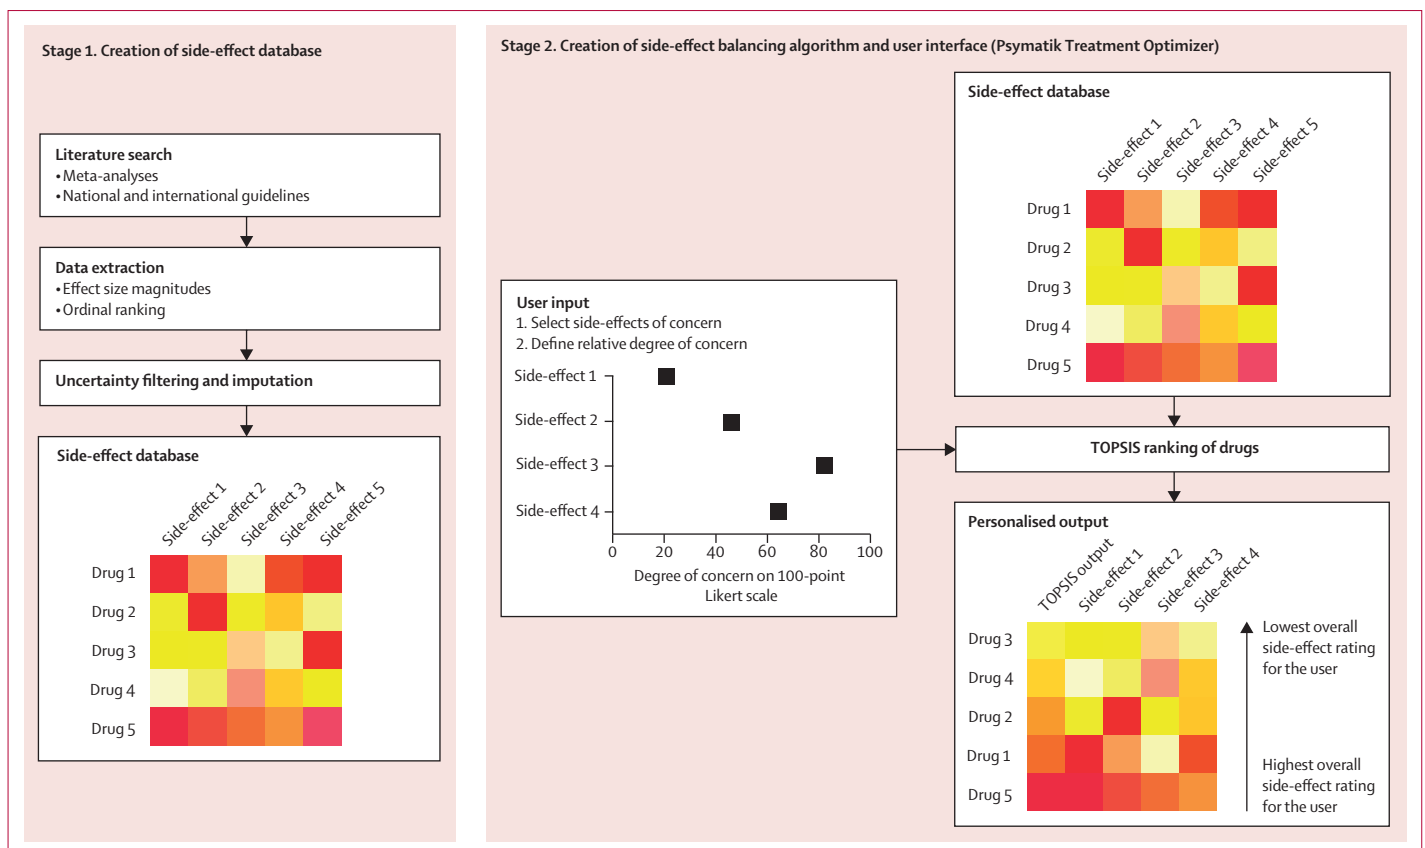 Stage 1. Creation of side-effect database
Literature search
•Meta-analyses
•National and international guidelines
Data extraction
•Effect size magnitudes
•Ordinal ranking
Uncertainty filtering and imputation
Side-effect database
Side-effect 1
Side-effect 2
Side-effect 3
Side-effect 4
Side-effect 5
Drug 1
Drug 2
Drug 3
Drug 4
Drug 5
Stage 2. Creation of side-effect balancing algorithm and user interface (Psymatik Treatment Optimizer)
User input
1. Select side-effects of concern
2. Define relative degree of concern
Side-effect 1
Side-effect 2
Side-effect 3
Side-effect 4
0 20 40 60 80 100
Degree of concern on 100-point
Likert scale
Side-effect database
Side-effect 1
Side-effect 2
Side-effect 3
Side-effect 4
Side-effect 5
Drug 1
Drug 2
Drug 3
Drug 4
Drug 5
TOPSIS ranking of drugs
Personalised output
TOPSIS output
Side-effect 1
Side-effect 2
Side-effect 3
Side-effect 4
Drug 3
Drug 4
Drug 2
Drug 1
Drug 5
Lowest overall
side-effect rating
for the user
Highest overall
side-effect rating
for the user